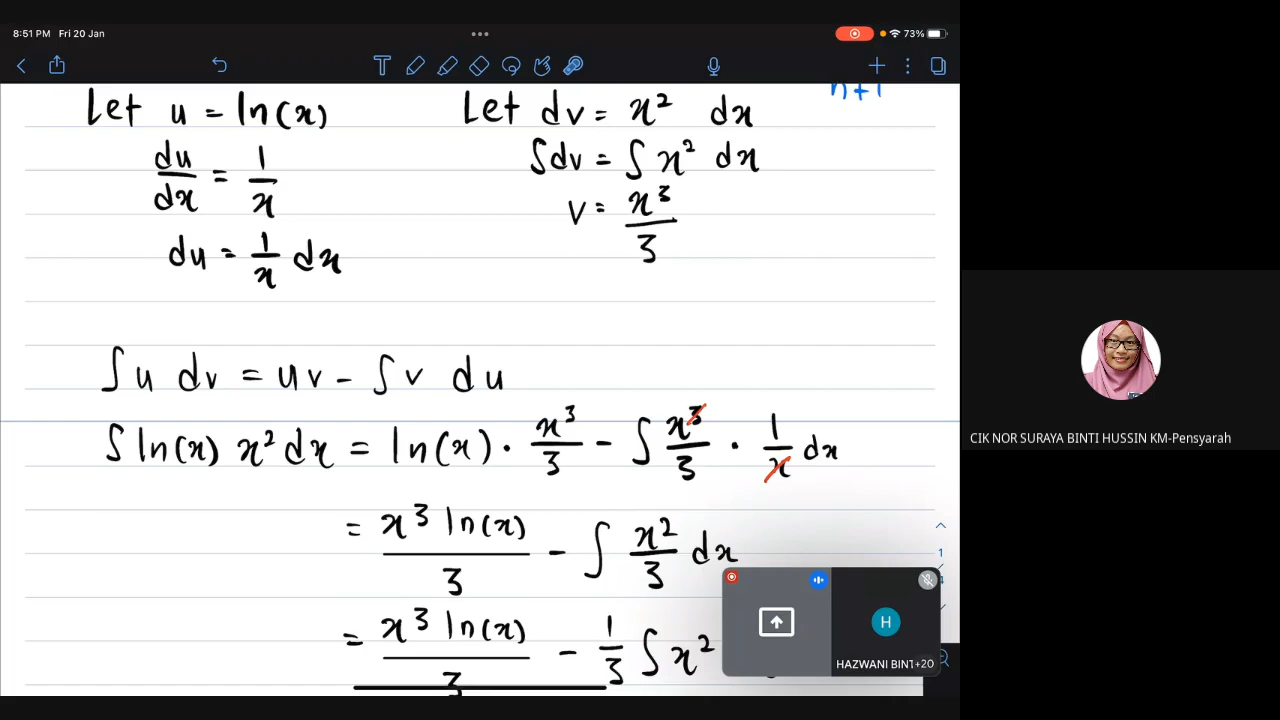 8:51 PM Fri 20 Jan
73%
n+1
Let u = ln(x)
du/dx = 1/x
du = 1/x dx
Let dv = x² dx
∫dv = ∫ x² dx
v = x³/3
∫u dv = uv - ∫ v du
∫ ln(x) x² dx = ln(x) · x³/3 - ∫ x³/3 · 1/x dx
= x³ ln(x)/3 - ∫ x²/3 dx
= x³ ln(x)/3 - 1/3 ∫ x²
1
H
HAZWANI BINT +20
CIK NOR SURAYA BINTI HUSSIN KM-Pensyarah